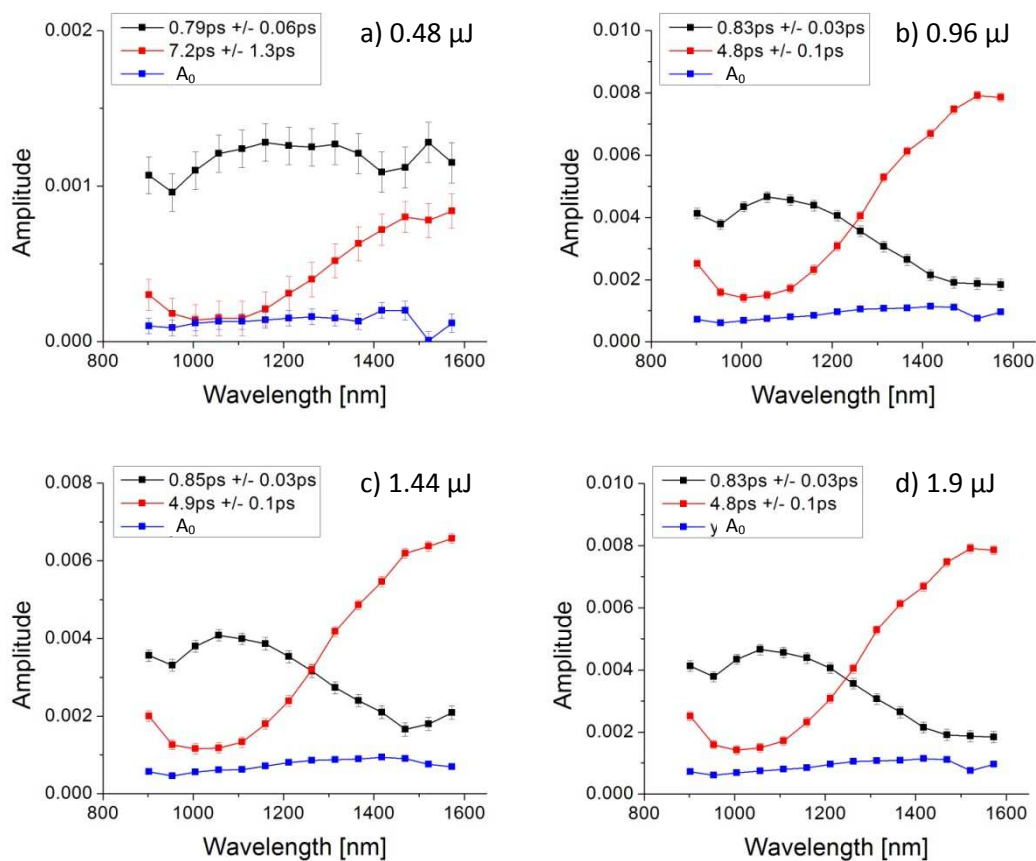 0.79ps +/- 0.06ps
7.2ps +/- 1.3ps
A₀
a) 0.48 µJ
0.002
0.001
0.000
Amplitude
800 1000 1200 1400 1600
Wavelength [nm]
0.83ps +/- 0.03ps
4.8ps +/- 0.1ps
A₀
b) 0.96 µJ
0.010
0.008
0.006
0.004
0.002
0.000
Amplitude
800 1000 1200 1400 1600
Wavelength [nm]
0.85ps +/- 0.03ps
4.9ps +/- 0.1ps
A₀
c) 1.44 µJ
0.008
0.006
0.004
0.002
0.000
Amplitude
800 1000 1200 1400 1600
Wavelength [nm]
0.83ps +/- 0.03ps
4.8ps +/- 0.1ps
y A₀
d) 1.9 µJ
0.010
0.008
0.006
0.004
0.002
0.000
Amplitude
800 1000 1200 1400 1600
Wavelength [nm]